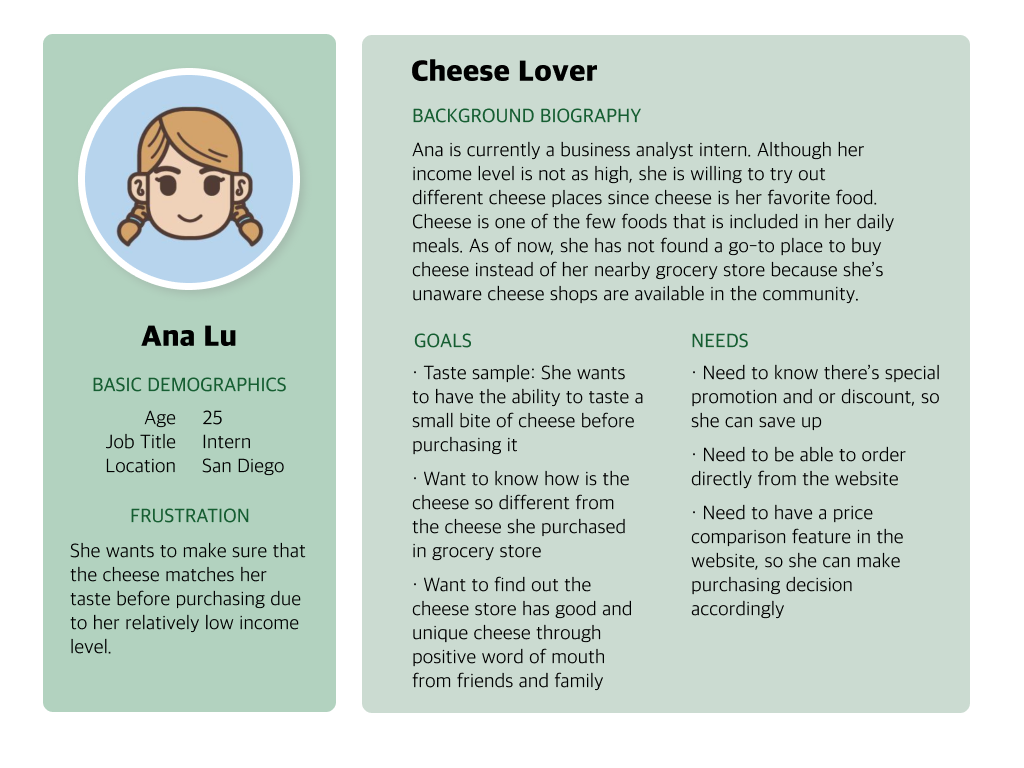 Ana Lu
BASIC DEMOGRAPHICS
Age 25
Job Title Intern
Location San Diego
FRUSTRATION
She wants to make sure that
the cheese matches her
taste before purchasing due
to her relatively low income
level.
Cheese Lover
BACKGROUND BIOGRAPHY
Ana is currently a business analyst intern. Although her
income level is not as high, she is willing to try out
different cheese places since cheese is her favorite food.
Cheese is one of the few foods that is included in her daily
meals. As of now, she has not found a go-to place to buy
cheese instead of her nearby grocery store because she's
unaware cheese shops are available in the community.
GOALS
· Taste sample: She wants
to have the ability to taste a
small bite of cheese before
purchasing it
· Want to know how is the
cheese so different from
the cheese she purchased
in grocery store
· Want to find out the
cheese store has good and
unique cheese through
positive word of mouth
from friends and family
NEEDS
· Need to know there's special
promotion and or discount, so
she can save up
· Need to be able to order
directly from the website
· Need to have a price
comparison feature in the
website, so she can make
purchasing decision
accordingly